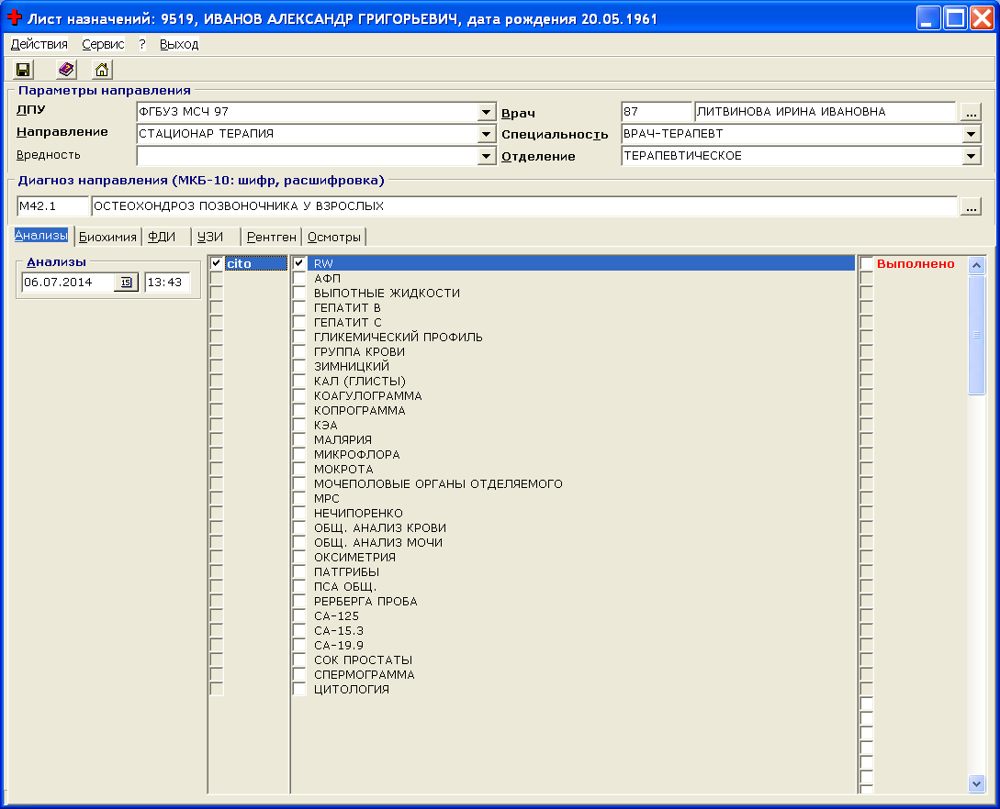 Лист назначений: 9519, ИВАНОВ АЛЕКСАНДР ГРИГОРЬЕВИЧ, дата рождения 20.05.1961
Действия Сервис ? Выход
Параметры направления
ЛПУ ФГБУЗ МСЧ 97 Врач 87 ЛИТВИНОВА ИРИНА ИВАНОВНА ...
Направление СТАЦИОНАР ТЕРАПИЯ Специальность ВРАЧ-ТЕРАПЕВТ
Вредность Отделение ТЕРАПЕВТИЧЕСКОЕ
Диагноз направления (МКБ-10: шифр, расшифровка)
М42.1 ОСТЕОХОНДРОЗ ПОЗВОНОЧНИКА У ВЗРОСЛЫХ ...
Анализы Биохимия ФДИ УЗИ Рентген Осмотры
Анализы cito RW Выполнено
06.07.2014 15 13:43
АФП
ВЫПОТНЫЕ ЖИДКОСТИ
ГЕПАТИТ В
ГЕПАТИТ С
ГЛИКЕМИЧЕСКИЙ ПРОФИЛЬ
ГРУППА КРОВИ
ЗИМНИЦКИЙ
КАЛ (ГЛИСТЫ)
КОАГУЛОГРАММА
КОПРОГРАММА
КЭА
МАЛЯРИЯ
МИКРОФЛОРА
МОКРОТА
МОЧЕПОЛОВЫЕ ОРГАНЫ ОТДЕЛЯЕМОГО
МРС
НЕЧИПОРЕНКО
ОБЩ. АНАЛИЗ КРОВИ
ОБЩ. АНАЛИЗ МОЧИ
ОКСИМЕТРИЯ
ПАТГРИБЫ
ПСА ОБЩ.
РЕРБЕРГА ПРОБА
СА-125
СА-15.3
СА-19.9
СОК ПРОСТАТЫ
СПЕРМОГРАММА
ЦИТОЛОГИЯ